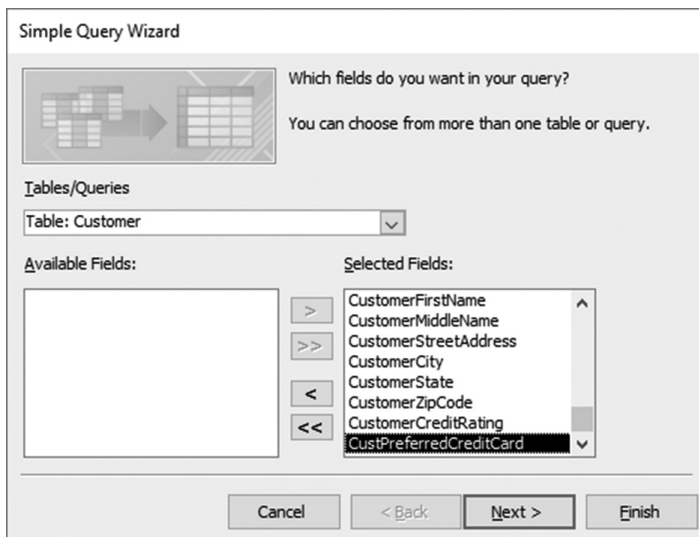 Simple Query Wizard
Which fields do you want in your query?
You can choose from more than one table or query.
Tables/Queries
Table: Customer
Available Fields:
Selected Fields:
>
>>
<
<<
CustomerFirstName
CustomerMiddleName
CustomerStreetAddress
CustomerCity
CustomerState
CustomerZipCode
CustomerCreditRating
CustPreferredCreditCard
Cancel
< Back
Next >
Finish